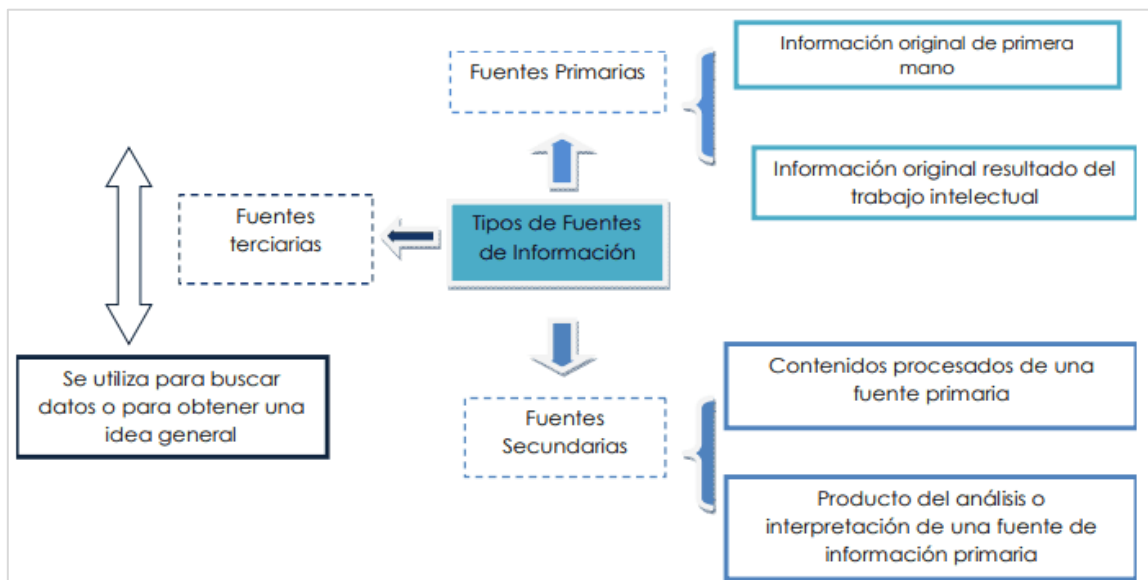 Fuentes Primarias
Información original de primera
mano
Información original resultado del
trabajo intelectual
Fuentes
terciarias
Tipos de Fuentes
de Información
Se utiliza para buscar
datos o para obtener una
idea general
Fuentes
Secundarias
Contenidos procesados de una
fuente primaria
Producto del análisis o
interpretación de una fuente de
información primaria